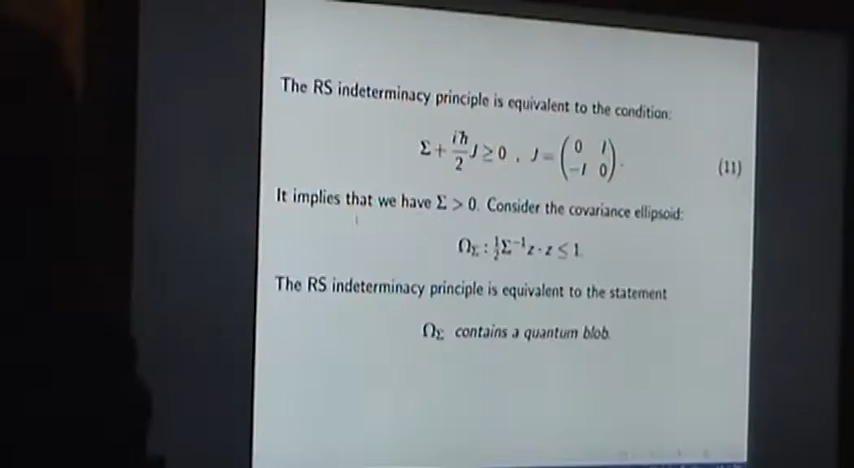 The RS indeterminacy principle is equivalent to the condition:
Σ + iħ/2 J ≥ 0 , J = ( 0 I −I 0 ) . (11)
It implies that we have Σ > 0. Consider the covariance ellipsoid:
Ω_Σ : ½Σ⁻¹z · z ≤ 1.
The RS indeterminacy principle is equivalent to the statement
Ω_Σ contains a quantum blob.